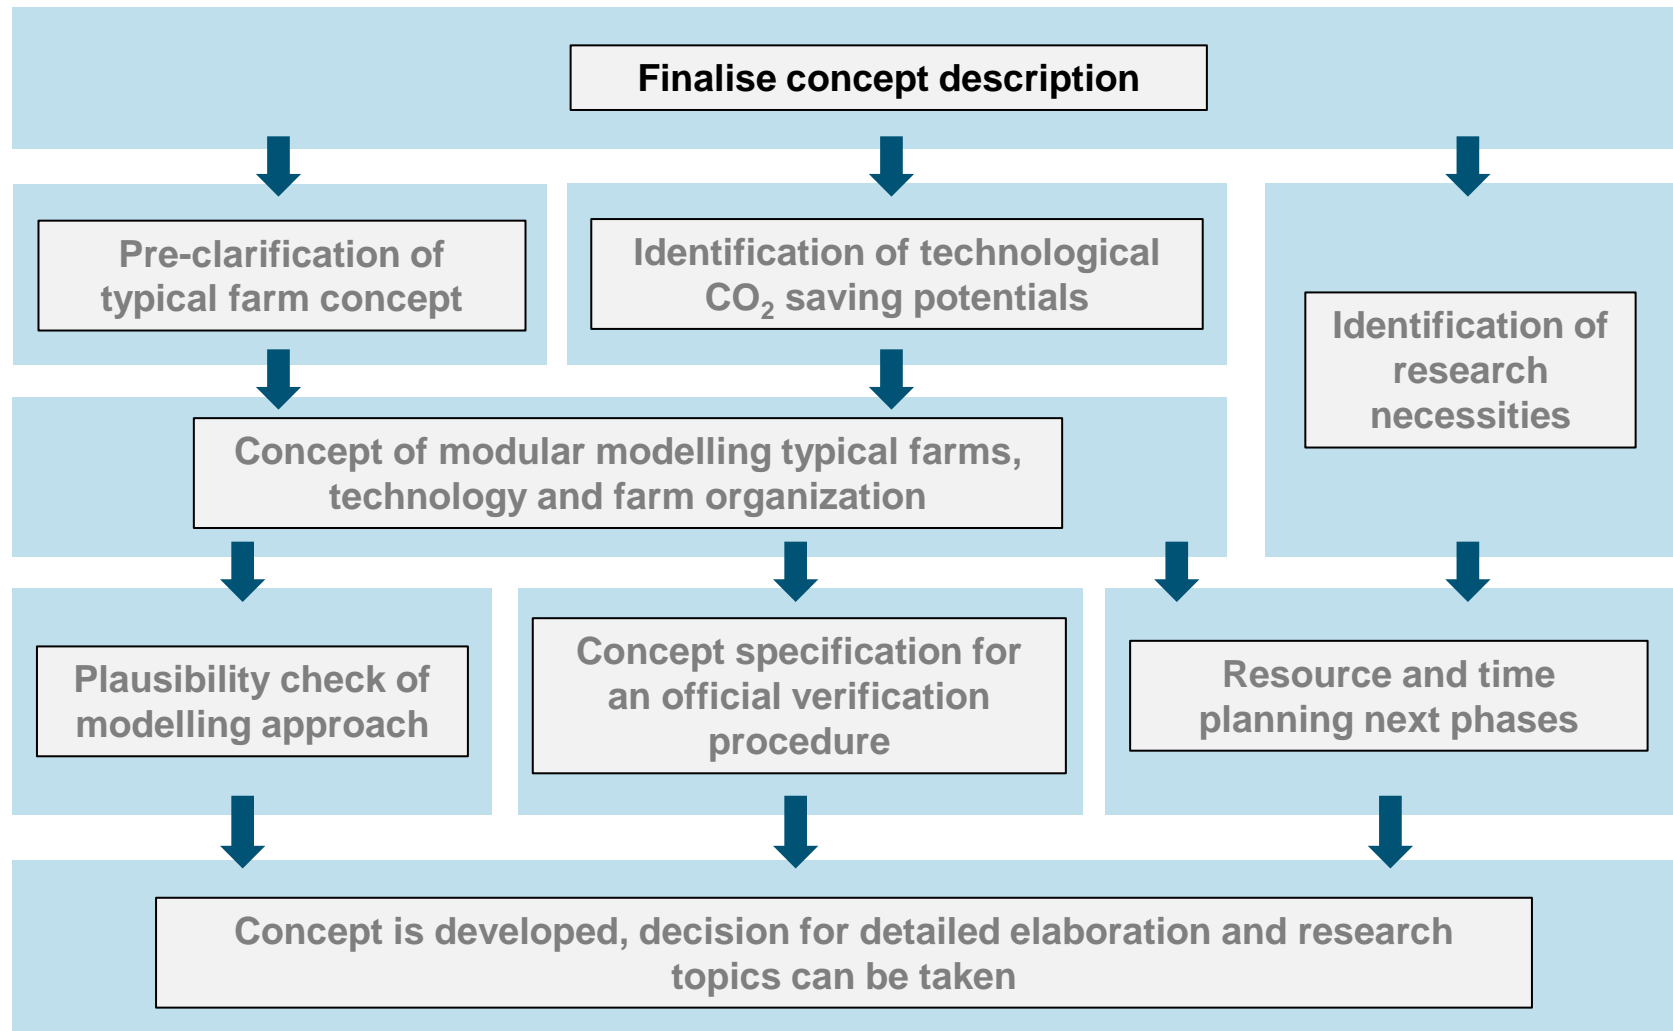 Finalise concept description
Pre-clarification of
typical farm concept
Identification of technological
CO₂ saving potentials
Identification of
research
necessities
Concept of modular modelling typical farms,
technology and farm organization
Plausibility check of
modelling approach
Concept specification for
an official verification
procedure
Resource and time
planning next phases
Concept is developed, decision for detailed elaboration and research
topics can be taken